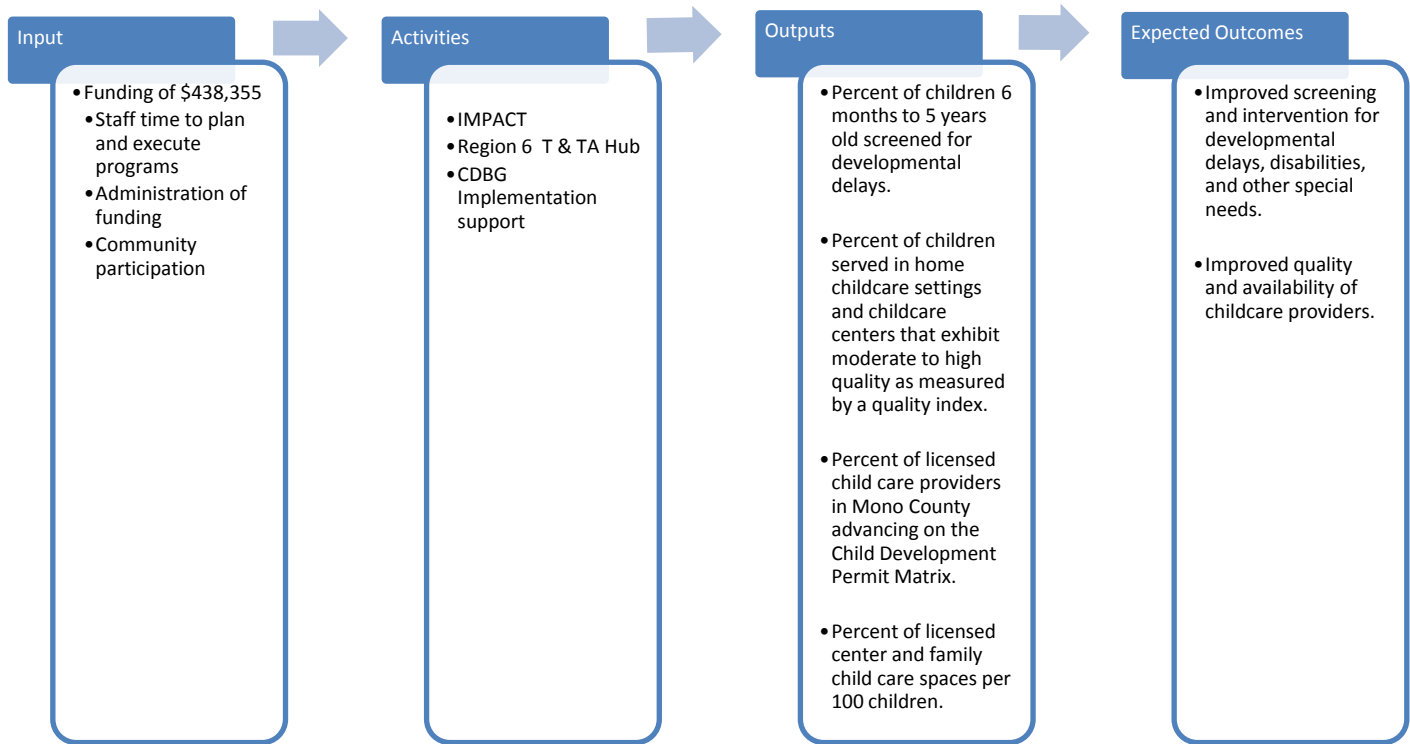 Input
•Funding of $438,355
•Staff time to plan
and execute
programs
•Administration of
funding
•Community
participation
Activities
•IMPACT
•Region 6 T & TA Hub
•CDBG
Implementation
support
Outputs
•Percent of children 6
months to 5 years
old screened for
developmental
delays.
•Percent of children
served in home
childcare settings
and childcare
centers that exhibit
moderate to high
quality as measured
by a quality index.
•Percent of licensed
child care providers
in Mono County
advancing on the
Child Development
Permit Matrix.
•Percent of licensed
center and family
child care spaces per
100 children.
Expected Outcomes
•Improved screening
and intervention for
developmental
delays, disabilities,
and other special
needs.
•Improved quality
and availability of
childcare providers.